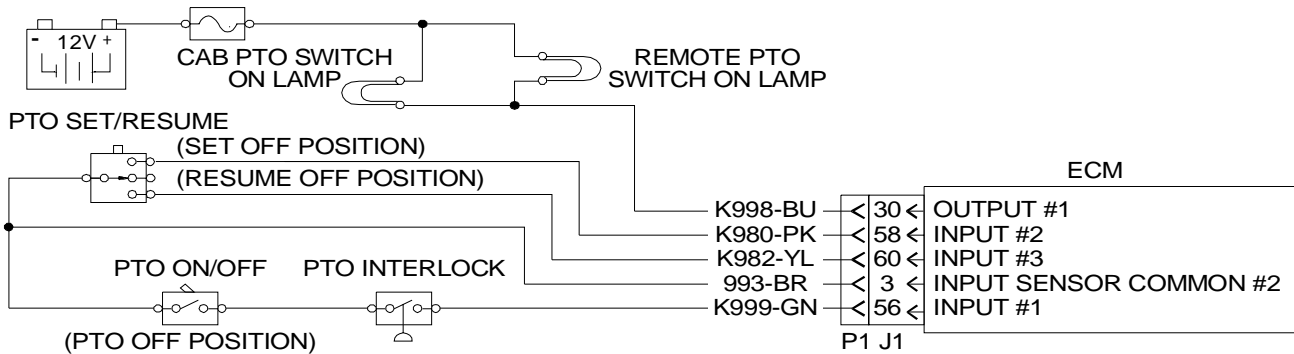 - 12V +
CAB PTO SWITCH
ON LAMP
REMOTE PTO
SWITCH ON LAMP
PTO SET/RESUME
(SET OFF POSITION)
(RESUME OFF POSITION)
ECM
K998-BU 30 OUTPUT #1
K980-PK 58 INPUT #2
K982-YL 60 INPUT #3
993-BR 3 INPUT SENSOR COMMON #2
K999-GN 56 INPUT #1
P1 J1
PTO ON/OFF
PTO INTERLOCK
(PTO OFF POSITION)